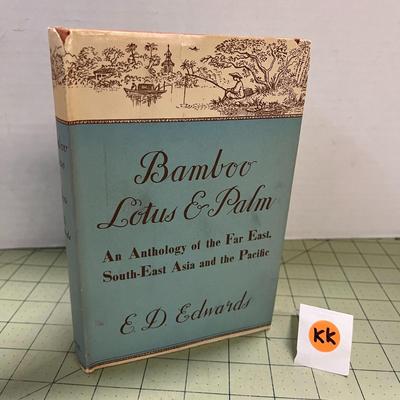 Bamboo
Lotus & Palm
An Anthology of the Far East,
South-East Asia and the Pacific
E. D. Edwards
KK